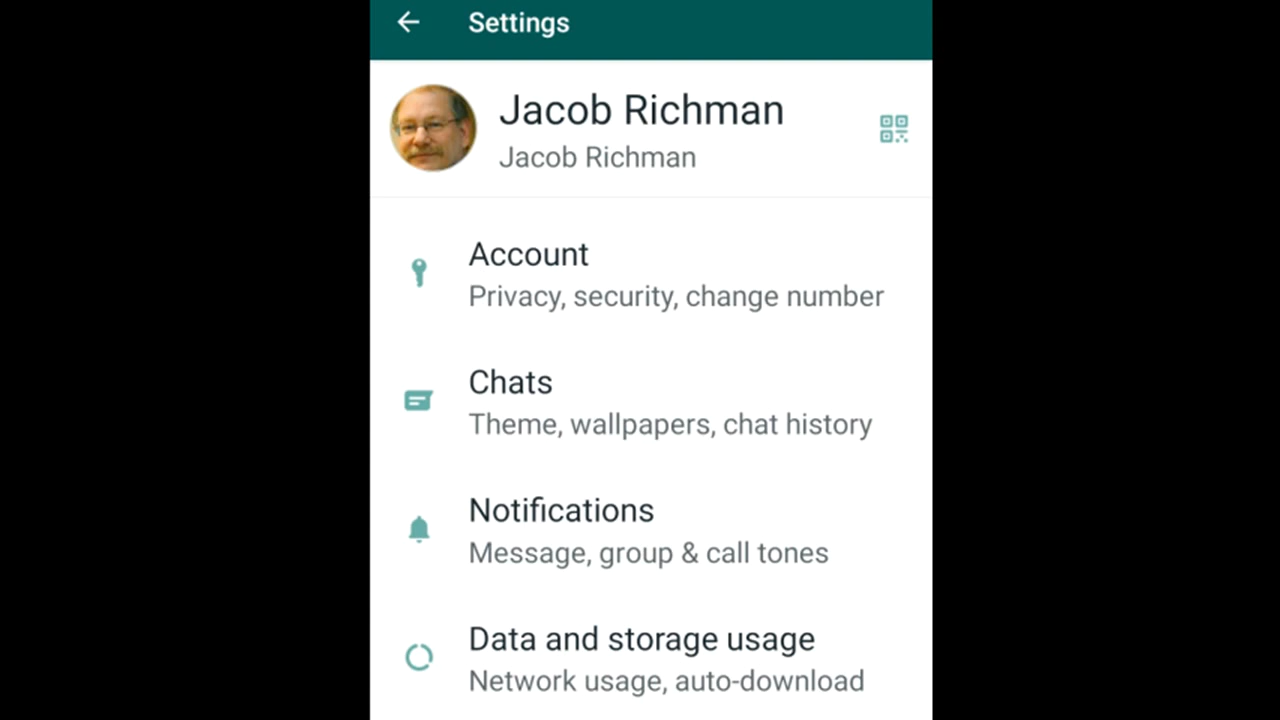 Settings
Jacob Richman
Jacob Richman
Account
Privacy, security, change number
Chats
Theme, wallpapers, chat history
Notifications
Message, group & call tones
Data and storage usage
Network usage, auto-download